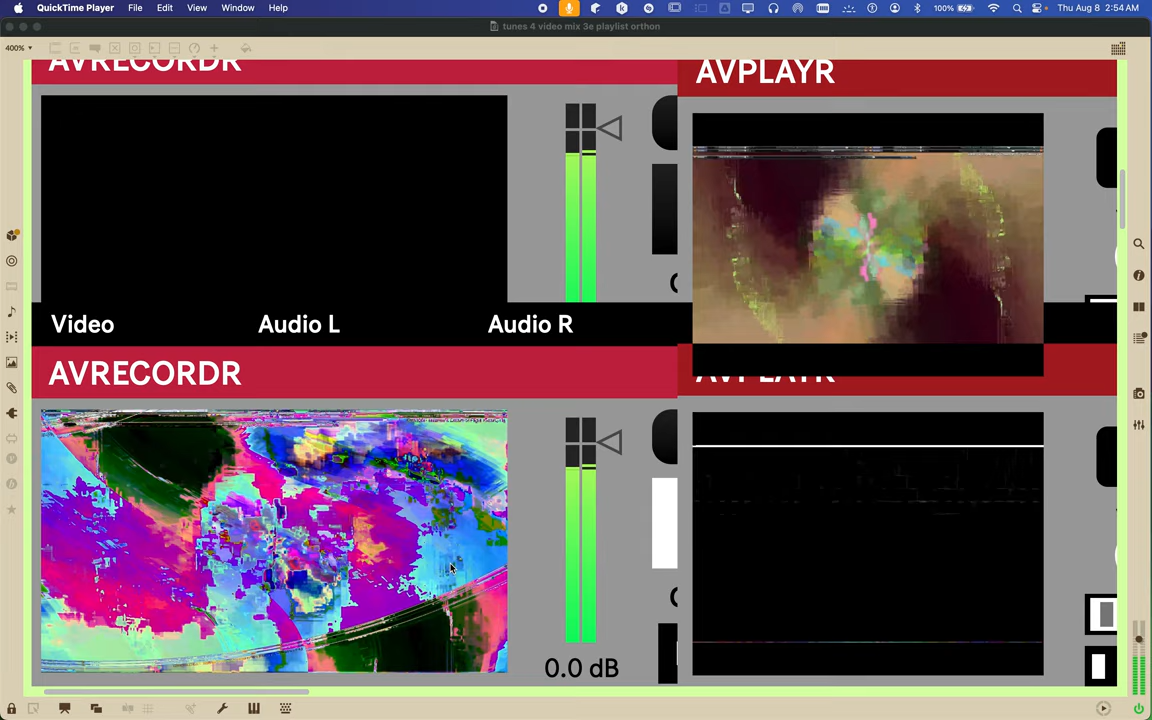 QuickTime Player File Edit View Window Help 100% Thu Aug 8 2:54 AM
tunes 4 video mix 3e playlist orthon
400%
AVRECORDR
AVPLAYR
Video Audio L Audio R
AVRECORDR
AVPLAYR
0.0 dB